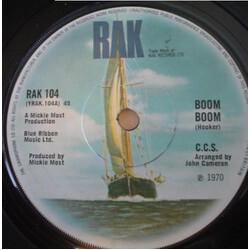 RAK
Trade Mark of
RAK RECORDS LTD
RAK 104
(YRAK.104A) 45
A Mickie Most
Production
Blue Ribbon
Music Ltd.
Produced by
Mickie Most
BOOM
BOOM
(Hooker)
C.C.S.
Arranged by
John Cameron
℗ 1970